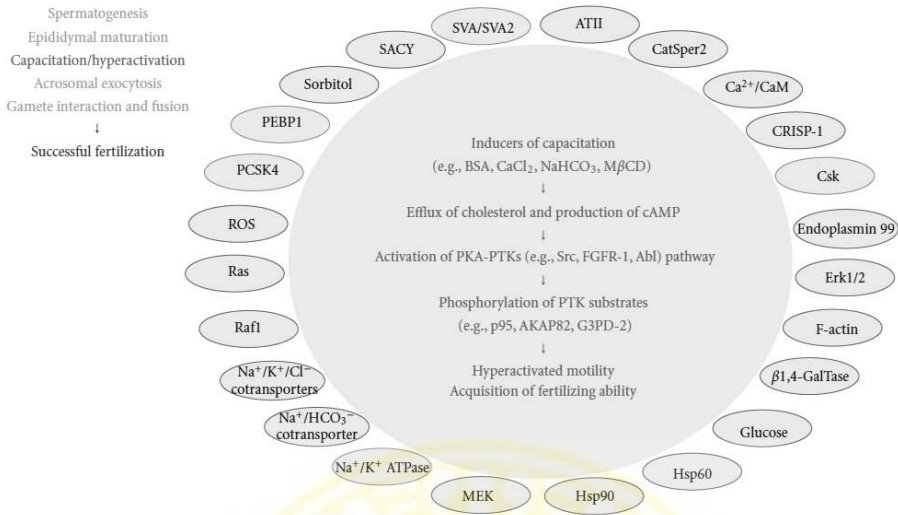 Spermatogenesis
Epididymal maturation
Capacitation/hyperactivation
Acrosomal exocytosis
Gamete interaction and fusion
↓
Successful fertilization
SVA/SVA2
ATII
CatSper2
Ca²⁺/CaM
CRISP-1
Csk
Endoplasmin 99
Erk1/2
F-actin
β1,4-GalTase
Glucose
Hsp60
Hsp90
MEK
Na⁺/K⁺ ATPase
Na⁺/HCO₃⁻
cotransporter
Na⁺/K⁺/Cl⁻
cotransporters
Raf1
Ras
ROS
PCSK4
PEBP1
Sorbitol
SACY
Inducers of capacitation
(e.g., BSA, CaCl₂, NaHCO₃, MβCD)
↓
Efflux of cholesterol and production of cAMP
↓
Activation of PKA-PTKs (e.g., Src, FGFR-1, Abl) pathway
↓
Phosphorylation of PTK substrates
(e.g., p95, AKAP82, G3PD-2)
↓
Hyperactivated motility
Acquisition of fertilizing ability